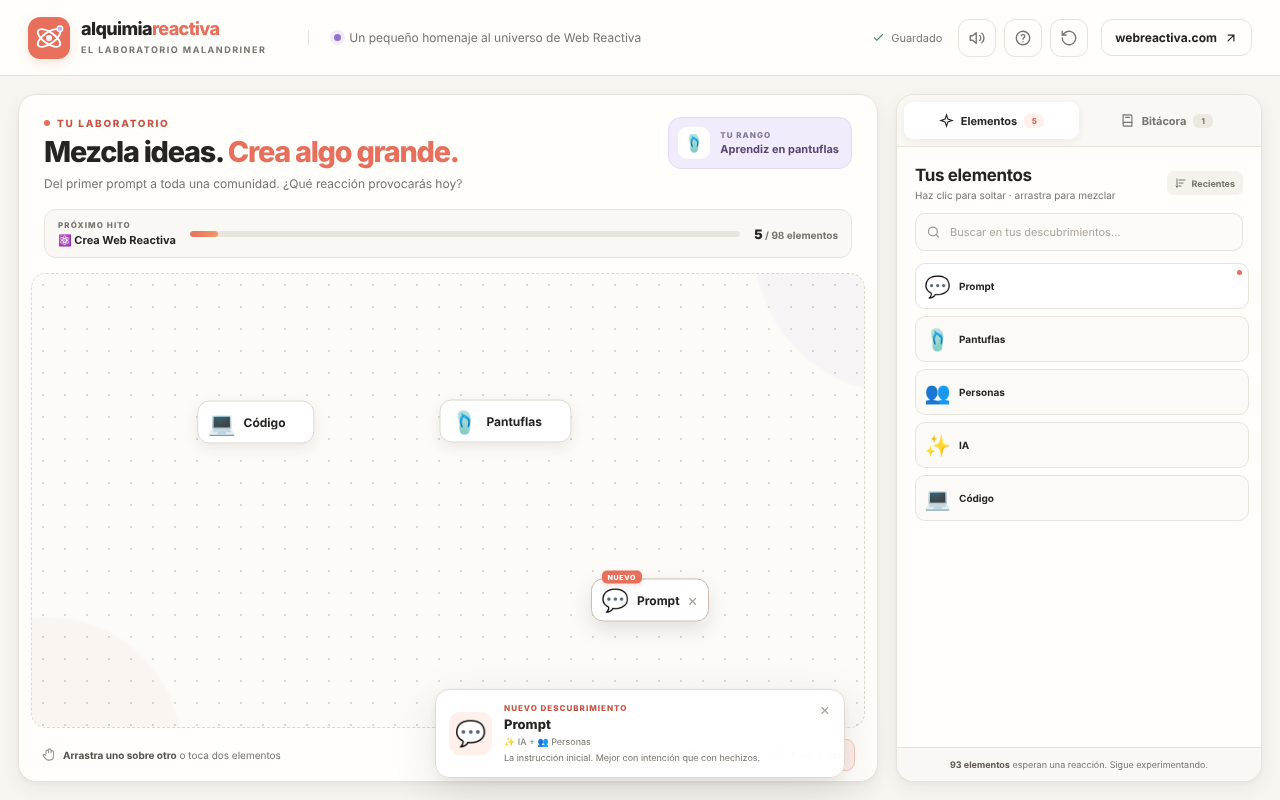 alquimiareactiva
EL LABORATORIO MALANDRINER
Un pequeño homenaje al universo de Web Reactiva
Guardado
webreactiva.com
TU LABORATORIO
Mezcla ideas. Crea algo grande.
Del primer prompt a toda una comunidad. ¿Qué reacción provocarás hoy?
TU RANGO
Aprendiz en pantuflas
PRÓXIMO HITO
Crea Web Reactiva
5 / 98 elementos
Código
Pantuflas
NUEVO
Prompt
NUEVO DESCUBRIMIENTO
Prompt
✨ IA + 👥 Personas
La instrucción inicial. Mejor con intención que con hechizos.
Arrastra uno sobre otro o toca dos elementos
Elementos 5
Bitácora 1
Tus elementos
Haz clic para soltar · arrastra para mezclar
Recientes
Buscar en tus descubrimientos...
Prompt
Pantuflas
Personas
IA
Código
93 elementos esperan una reacción. Sigue experimentando.